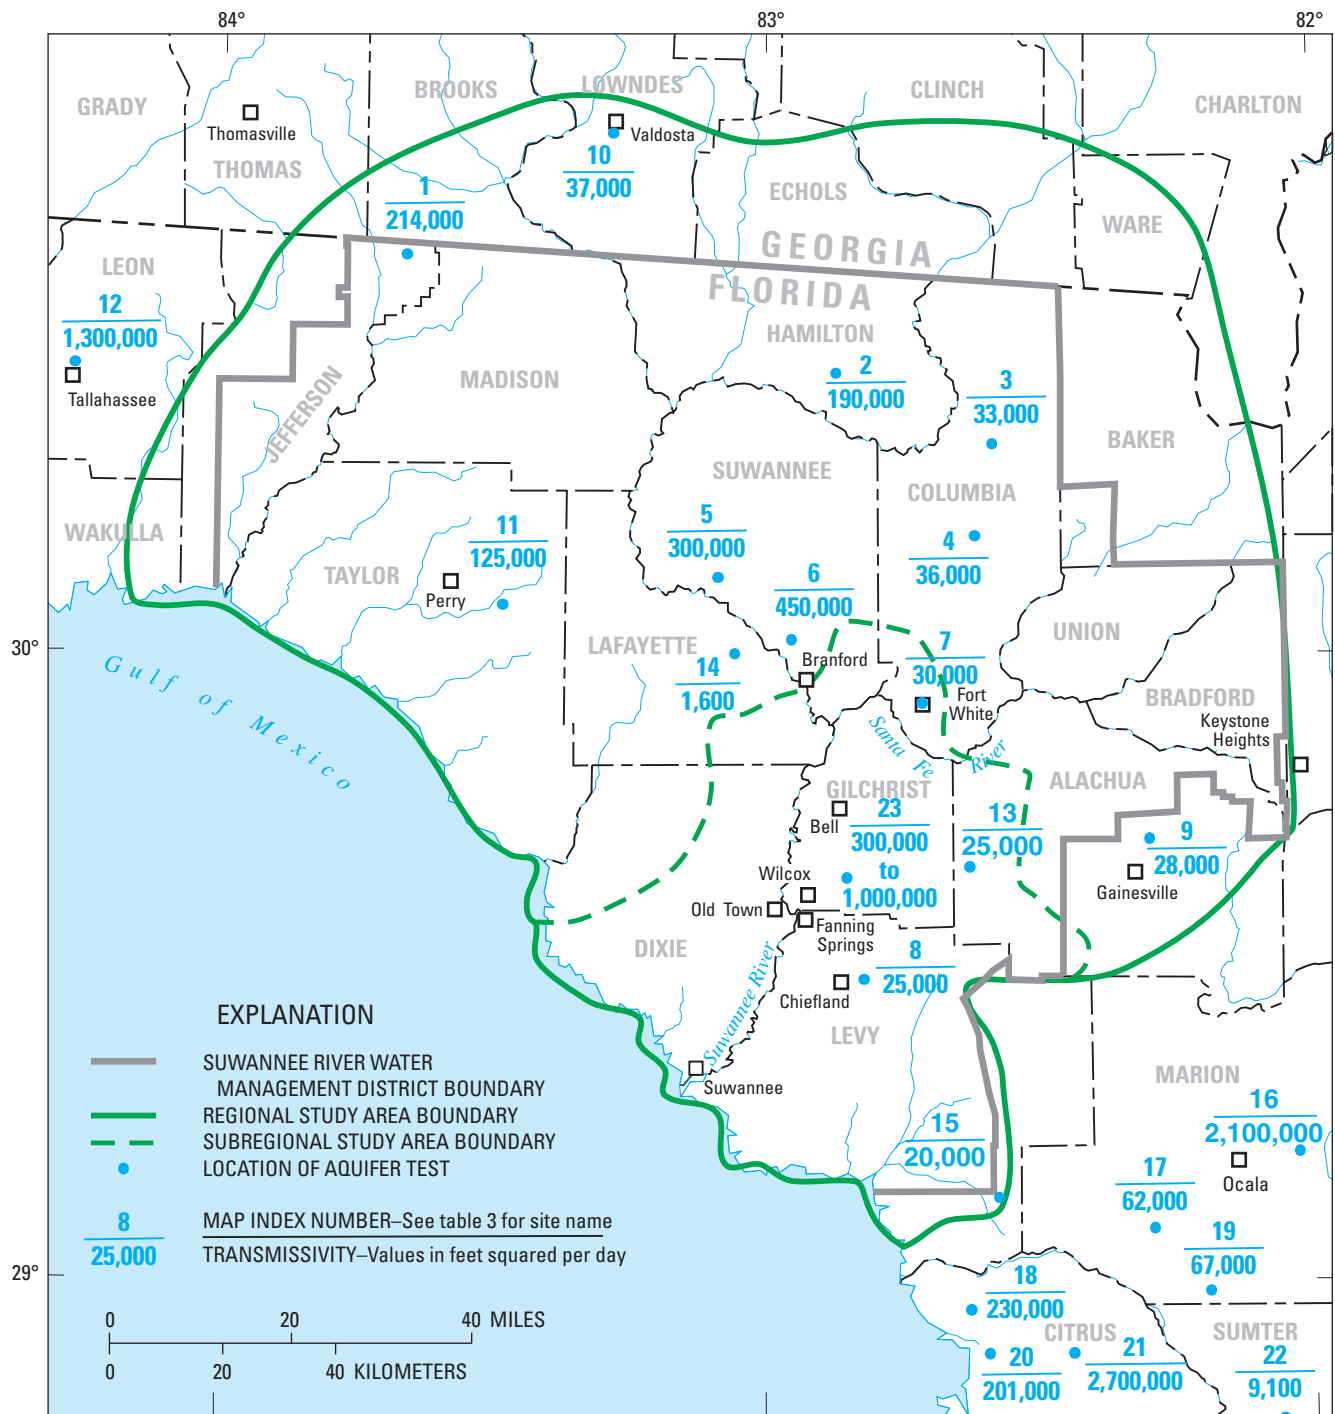 84°
83°
82°
BROOKS
LOWNDES
CLINCH
GRADY
CHARLTON
Thomasville
Valdosta
THOMAS
10
37,000
1
214,000
ECHOLS
WARE
GEORGIA
LEON
FLORIDA
12
1,300,000
HAMILTON
Tallahassee
MADISON
2
190,000
3
33,000
JEFFERSON
BAKER
SUWANNEE
COLUMBIA
WAKULLA
11
125,000
5
300,000
4
36,000
TAYLOR
Perry
6
450,000
30°
LAFAYETTE
UNION
14
1,600
Branford
7
30,000
Fort
White
BRADFORD
Keystone
Heights
Gulf of Mexico
Santa Fe
River
ALACHUA
GILCHRIST
Bell
23
300,000
to
1,000,000
13
25,000
9
28,000
Wilcox
Gainesville
Old Town
Fanning
Springs
DIXIE
8
25,000
Chiefland
Suwannee River
LEVY
Suwannee
MARION
15
20,000
16
2,100,000
Ocala
17
62,000
19
67,000
29°
18
230,000
CITRUS
SUMTER
20
201,000
21
2,700,000
22
9,100
EXPLANATION
SUWANNEE RIVER WATER
MANAGEMENT DISTRICT BOUNDARY
REGIONAL STUDY AREA BOUNDARY
SUBREGIONAL STUDY AREA BOUNDARY
LOCATION OF AQUIFER TEST
8
MAP INDEX NUMBER–See table 3 for site name
25,000
TRANSMISSIVITY–Values in feet squared per day
0 20 40 MILES
0 20 40 KILOMETERS